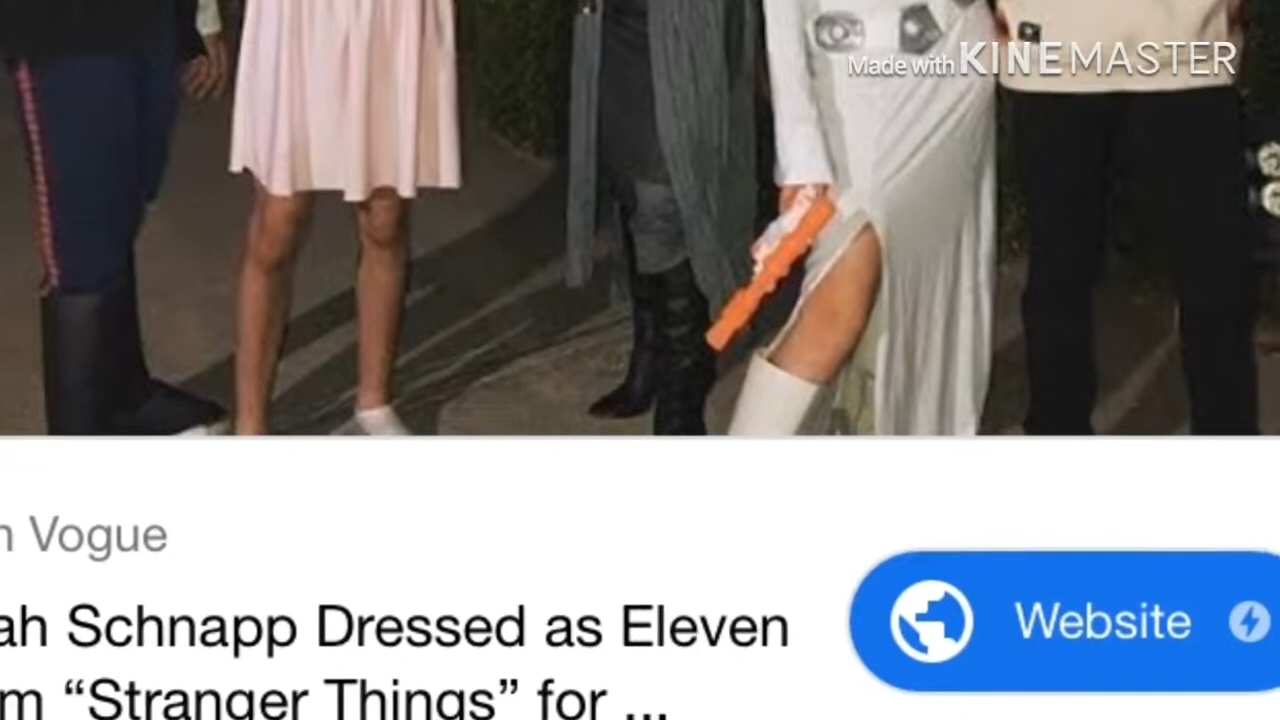 Made with KINEMASTER
n Vogue
ah Schnapp Dressed as Eleven
m “Stranger Things” for ...
Website